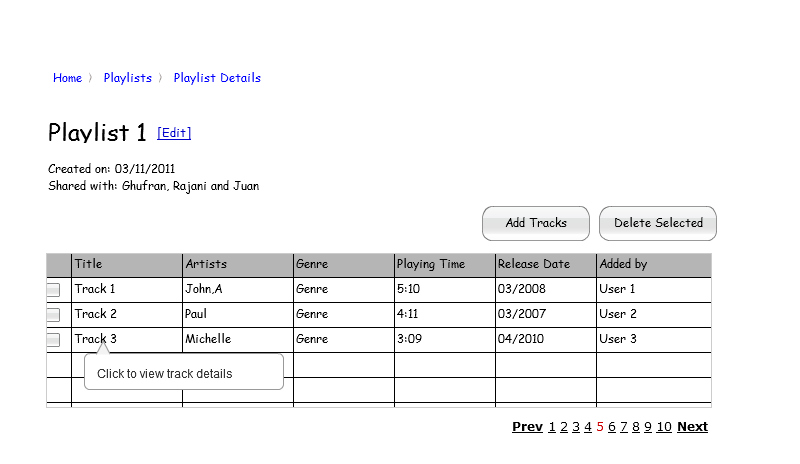 Home 〉 Playlists 〉 Playlist Details
Playlist 1 [Edit]
Created on: 03/11/2011
Shared with: Ghufran, Rajani and Juan
Add Tracks Delete Selected
Title Artists Genre Playing Time Release Date Added by
Track 1 John,A Genre 5:10 03/2008 User 1
Track 2 Paul Genre 4:11 03/2007 User 2
Track 3 Michelle Genre 3:09 04/2010 User 3
Click to view track details
Prev 1 2 3 4 5 6 7 8 9 10 Next